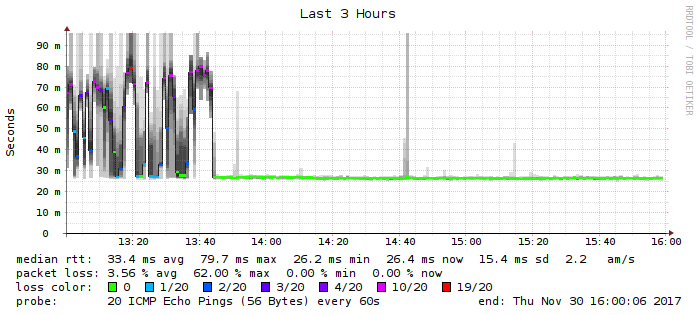 Last 3 Hours
RRDTOOL / TOBI OETIKER
Seconds
90 m
80 m
70 m
60 m
50 m
40 m
30 m
20 m
10 m
0
13:20 13:40 14:00 14:20 14:40 15:00 15:20 15:40 16:00
median rtt: 33.4 ms avg 79.7 ms max 26.2 ms min 26.4 ms now 15.4 ms sd 2.2 am/s
packet loss: 3.56 % avg 62.00 % max 0.00 % min 0.00 % now
loss color: 0 1/20 2/20 3/20 4/20 10/20 19/20
probe: 20 ICMP Echo Pings (56 Bytes) every 60s end: Thu Nov 30 16:00:06 2017